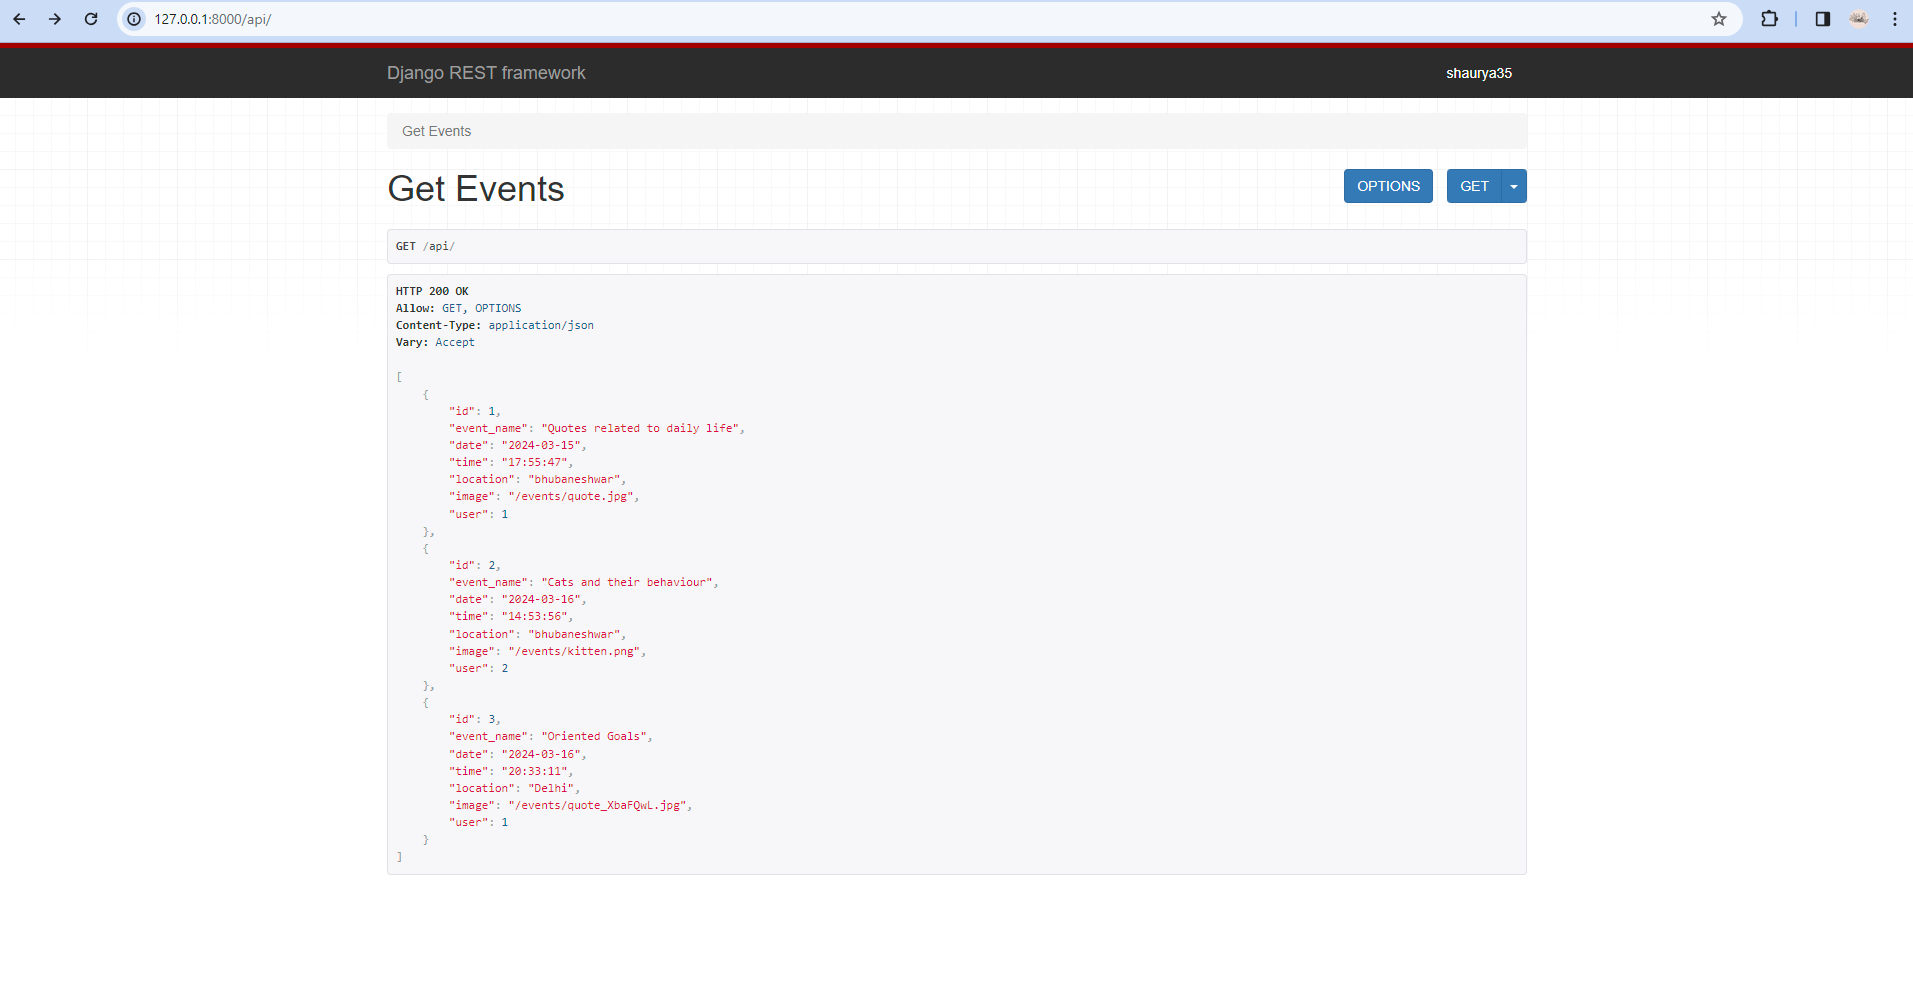 127.0.0.1:8000/api/
Django REST framework
shaurya35
Get Events
Get Events
OPTIONS
GET
GET /api/
HTTP 200 OK
Allow: GET, OPTIONS
Content-Type: application/json
Vary: Accept
[
    {
        "id": 1,
        "event_name": "Quotes related to daily life",
        "date": "2024-03-15",
        "time": "17:55:47",
        "location": "bhubaneshwar",
        "image": "/events/quote.jpg",
        "user": 1
    },
    {
        "id": 2,
        "event_name": "Cats and their behaviour",
        "date": "2024-03-16",
        "time": "14:53:56",
        "location": "bhubaneshwar",
        "image": "/events/kitten.png",
        "user": 2
    },
    {
        "id": 3,
        "event_name": "Oriented Goals",
        "date": "2024-03-16",
        "time": "20:33:11",
        "location": "Delhi",
        "image": "/events/quote_XbaFQwL.jpg",
        "user": 1
    }
]